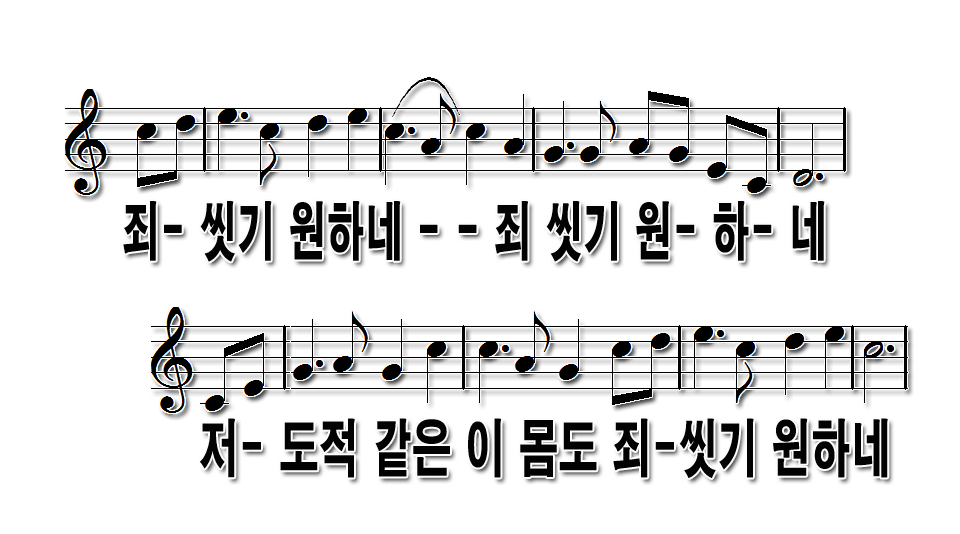 죄- 씻기 원하네 - - 죄 씻기 원- 하- 네
저- 도적 같은 이 몸도 죄-씻기 원하네